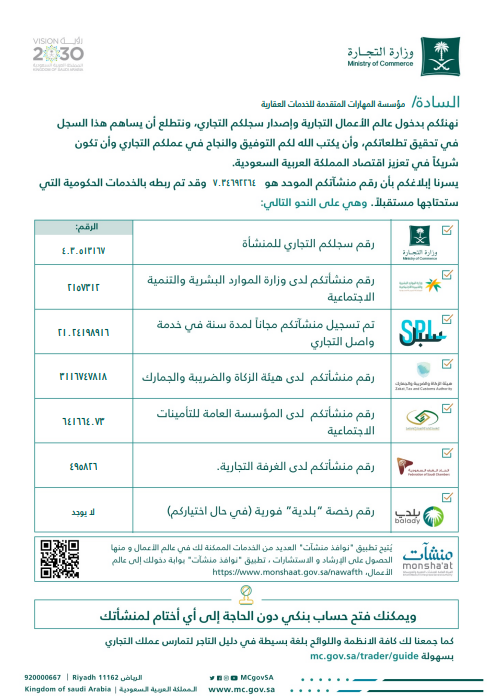 رؤيـــة VISION
2030
المملكة العربية السعودية
KINGDOM OF SAUDI ARABIA
وزارة التجارة
Ministry of Commerce
السادة/ مؤسسة المهارات المتقدمة للخدمات العقارية
نهنئكم بدخول عالم الأعمال التجارية وإصدار سجلكم التجاري، ونتطلع أن يساهم هذا السجل
في تحقيق تطلعاتكم، وأن يكتب الله لكم التوفيق والنجاح في عملكم التجاري وأن تكون
شريكاً في تعزيز اقتصاد المملكة العربية السعودية.
يسرنا إبلاغكم بأن رقم منشأتكم الموحد هو ٧٠٣٤٦٩٢٢٦٤ وقد تم ربطه بالخدمات الحكومية التي
ستحتاجها مستقبلاً. وهي على النحو التالي:
الرقم:
وزارة التجارة
Ministry of Commerce
رقم سجلكم التجاري للمنشأة
٤٠٣٠٥١٣١٦٧
رقم منشأتكم لدى وزارة الموارد البشرية والتنمية
الاجتماعية
٢١٥٧٣١٢
SPL سبل
تم تسجيل منشآتكم مجاناً لمدة سنة في خدمة
واصل التجاري
٢١٠٢٤١٩٨٩١٦
هيئة الزكاة والضريبة والجمارك
Zakat, Tax and Customs Authority
رقم منشأتكم لدى هيئة الزكاة والضريبة والجمارك
٣١١٦٧٤٧٨١٨
رقم منشأتكم لدى المؤسسة العامة للتأمينات
الاجتماعية
٦٤١٦٦٤٠٧٣
Federation of Saudi Chambers
رقم منشأتكم لدى الغرفة التجارية.
٤٩٥٨٢٦
بلدي
balady
رقم رخصة "بلدية" فورية (في حال اختياركم)
لا يوجد
منشآت
monsha'at
يُتيح تطبيق "نوافذ منشآت" العديد من الخدمات الممكنة لك في عالم الأعمال و منها
الحصول على الإرشاد و الاستشارات ، تطبيق "نوافذ منشآت" بوابة دخولك إلى عالم
الأعمال، https://www.monshaat.gov.sa/nawafth
ويمكنك فتح حساب بنكي دون الحاجة إلى أي أختام لمنشأتك
كما جمعنا لك كافة الانظمة واللوائح بلغة بسيطة في دليل التاجر لتمارس عملك التجاري
بسهولة mc.gov.sa/trader/guide
920000667 | Riyadh 11162 الرياض
Kingdom of saudi Arabia | المملكة العربية السعودية
MCgovSA
www.mc.gov.sa